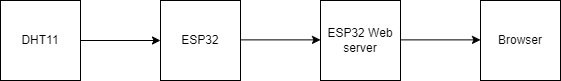 DHT11
ESP32
ESP32 Web
server
Browser